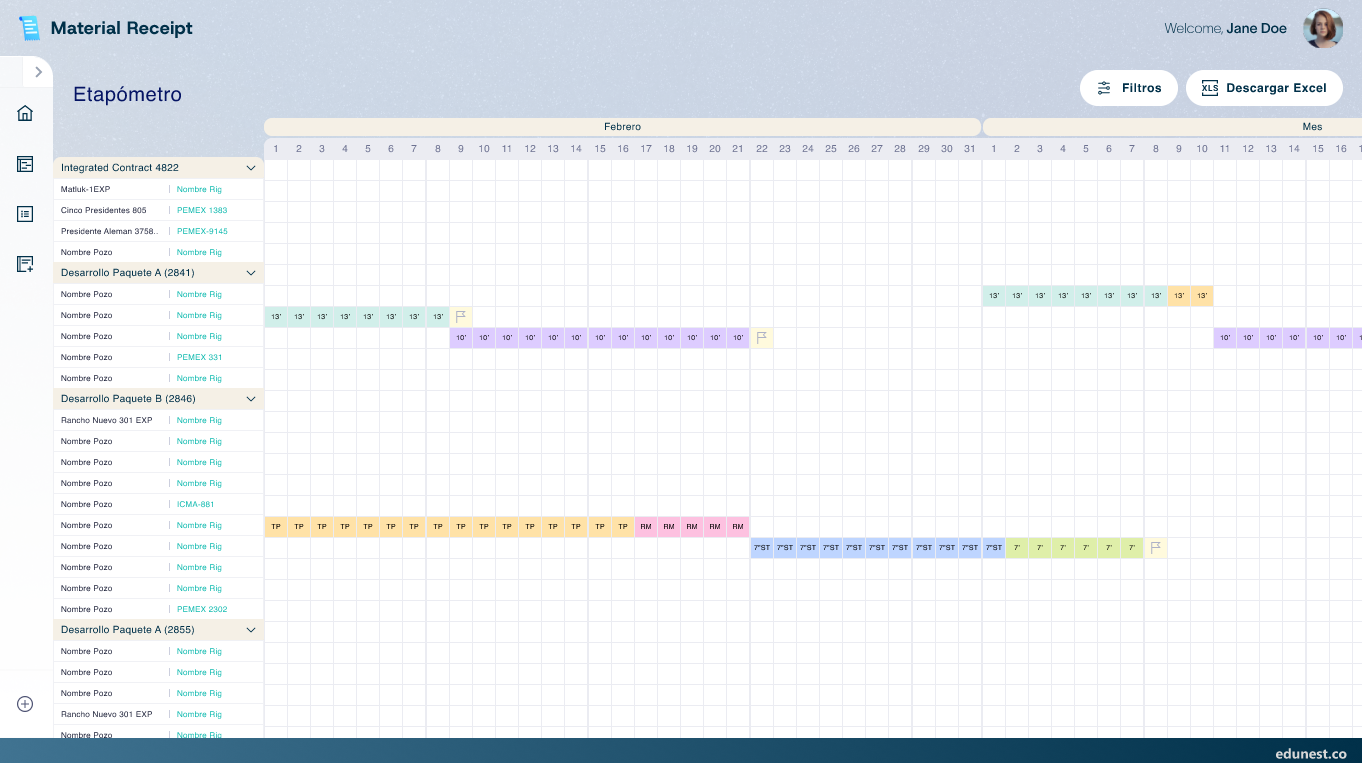 Material Receipt
Welcome, Jane Doe
Etapómetro
Filtros
XLS Descargar Excel
Febrero Mes
1 2 3 4 5 6 7 8 9 10 11 12 13 14 15 16 17 18 19 20 21 22 23 24 25 26 27 28 29 30 31 1 2 3 4 5 6 7 8 9 10 11 12 13 14 15 16
Integrated Contract 4822
Matluk-1EXP | Nombre Rig
Cinco Presidentes 805 | PEMEX 1383
Presidente Aleman 3758.. | PEMEX-9145
Nombre Pozo | Nombre Rig
Desarrollo Paquete A (2841)
Nombre Pozo | Nombre Rig 13' 13' 13' 13' 13' 13' 13' 13' 13' 13'
Nombre Pozo | Nombre Rig 13' 13' 13' 13' 13' 13' 13' 13'
Nombre Pozo | Nombre Rig 10' 10' 10' 10' 10' 10' 10' 10' 10' 10' 10' 10' 10' 10' 10' 10' 10' 10' 10'
Nombre Pozo | PEMEX 331
Nombre Pozo | Nombre Rig
Desarrollo Paquete B (2846)
Rancho Nuevo 301 EXP | Nombre Rig
Nombre Pozo | Nombre Rig
Nombre Pozo | Nombre Rig
Nombre Pozo | Nombre Rig
Nombre Pozo | ICMA-881
Nombre Pozo | Nombre Rig TP TP TP TP TP TP TP TP TP TP TP TP TP TP TP TP RM RM RM RM RM
Nombre Pozo | Nombre Rig 7"ST 7"ST 7"ST 7"ST 7"ST 7"ST 7"ST 7"ST 7"ST 7"ST 7"ST 7' 7' 7' 7' 7' 7'
Nombre Pozo | Nombre Rig
Nombre Pozo | Nombre Rig
Nombre Pozo | PEMEX 2302
Desarrollo Paquete A (2855)
Nombre Pozo | Nombre Rig
Nombre Pozo | Nombre Rig
Nombre Pozo | Nombre Rig
Rancho Nuevo 301 EXP | Nombre Rig
Nombre Pozo | Nombre Rig
edunest.co